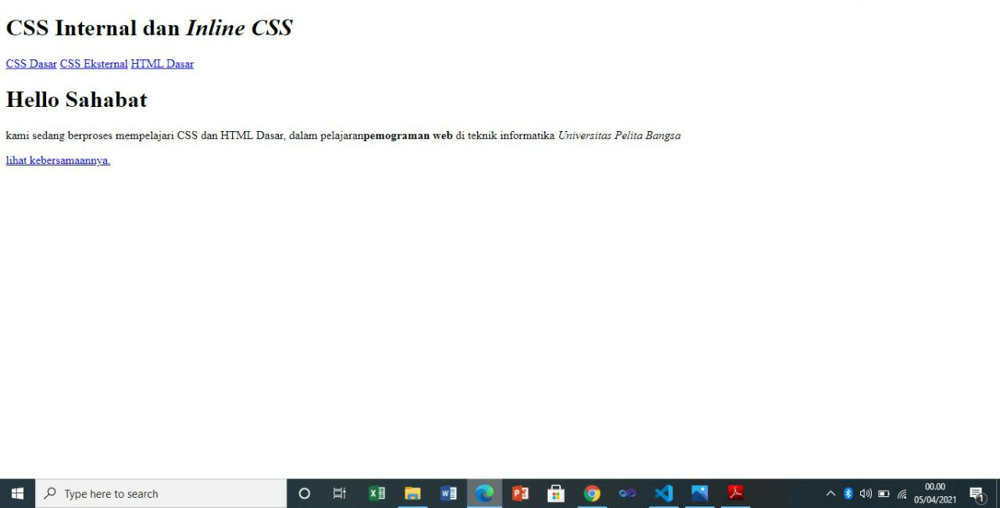 CSS Internal dan Inline CSS
CSS Dasar CSS Eksternal HTML Dasar
Hello Sahabat
kami sedang berproses mempelajari CSS dan HTML Dasar, dalam pelajaranpemograman web di teknik informatika Universitas Pelita Bangsa
lihat kebersamaannya.
Type here to search
00.00
05/04/2021
1